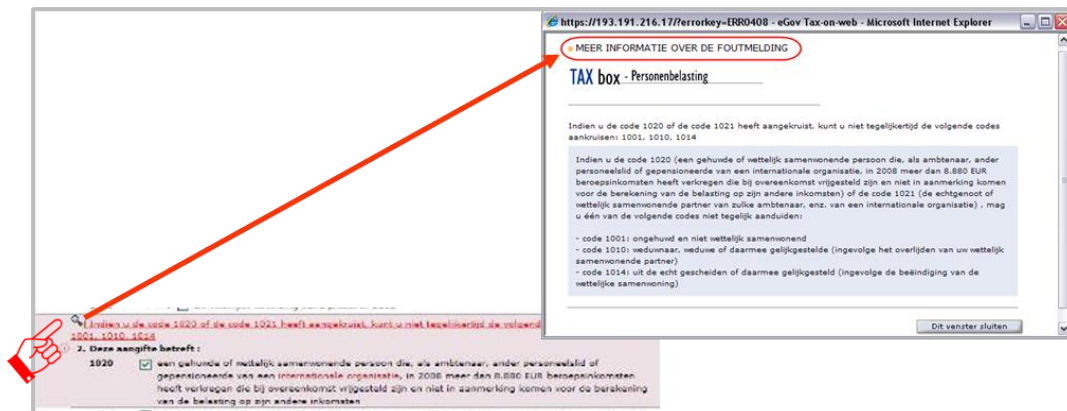 https://193.191.216.17/?errorkey=ERR0408 - eGov Tax-on-web - Microsoft Internet Explorer
MEER INFORMATIE OVER DE FOUTMELDING
TAX box - Personenbelasting
Indien u de code 1020 of de code 1021 heeft aangekruist, kunt u niet tegelijkertijd de volgende codes
aankruisen: 1001, 1010, 1014
Indien u de code 1020 (een gehuwde of wettelijk samenwonende persoon die, als ambtenaar, ander
personeelslid of gepensioneerde van een internationale organisatie, in 2008 meer dan 8.880 EUR
beroepsinkomsten heeft verkregen die bij overeenkomst vrijgesteld zijn en niet in aanmerking komen
voor de berekening van de belasting op zijn andere inkomsten) of de code 1021 (de echtgenoot of
wettelijk samenwonende partner van zulke ambtenaar, enz. van een internationale organisatie) , mag
u één van de volgende codes niet tegelijk aanduiden:
- code 1001: ongehuwd en niet wettelijk samenwonend
- code 1010: weduwnaar, weduwe of daarmee gelijkgestelde (ingevolge het overlijden van uw wettelijk
samenwonende partner)
- code 1014: uit de echt gescheiden of daarmee gelijkgesteld (ingevolge de beëindiging van de
wettelijke samenwoning)
Dit venster sluiten
Indien u de code 1020 of de code 1021 heeft aangekruist, kunt u niet tegelijkertijd de volgend
1001, 1010, 1014
2. Deze aangifte betreft :
1020 een gehuwde of wettelijk samenwonende persoon die, als ambtenaar, ander personeelslid of
gepensioneerde van een internationale organisatie, in 2008 meer dan 8.880 EUR beroepsinkomsten
heeft verkregen die bij overeenkomst vrijgesteld zijn en niet in aanmerking komen voor de berekening
van de belasting op zijn andere inkomsten